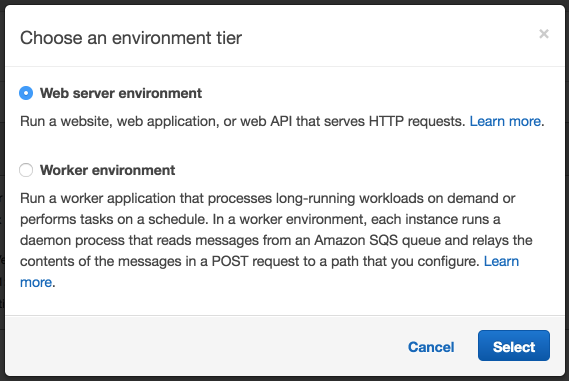 Choose an environment tier
×
Web server environment
Run a website, web application, or web API that serves HTTP requests. Learn more.
Worker environment
Run a worker application that processes long-running workloads on demand or
performs tasks on a schedule. In a worker environment, each instance runs a
daemon process that reads messages from an Amazon SQS queue and relays the
contents of the messages in a POST request to a path that you configure. Learn
more.
Cancel
Select